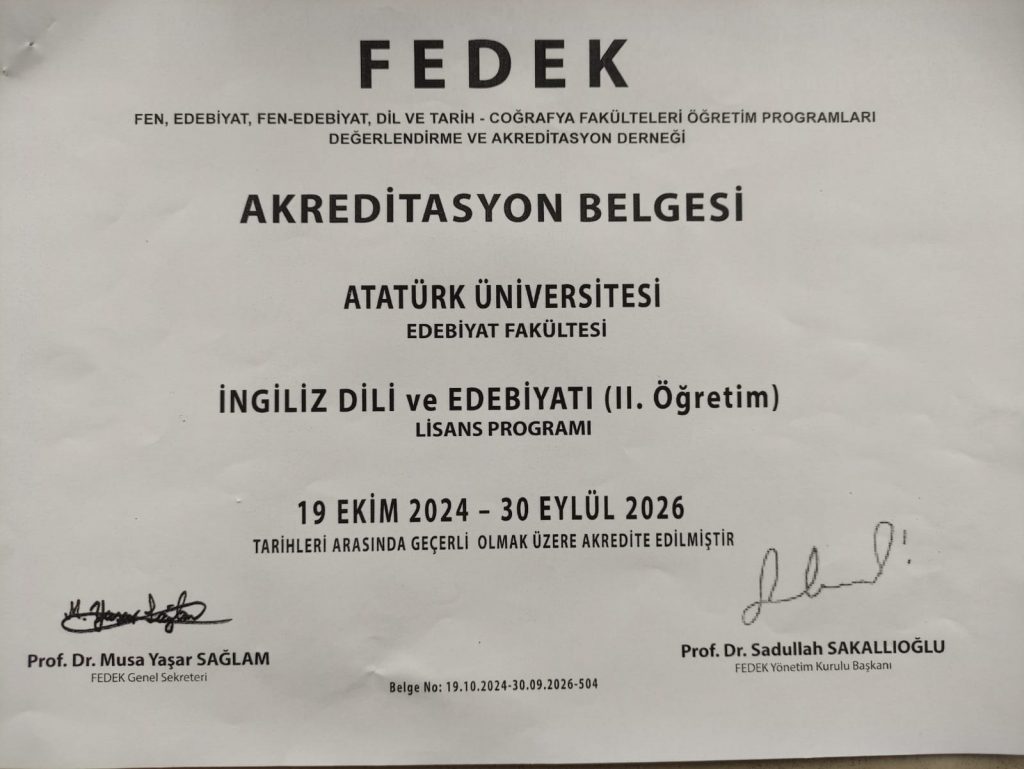 FEDEK
FEN, EDEBİYAT, FEN-EDEBİYAT, DİL VE TARİH - COĞRAFYA FAKÜLTELERİ ÖĞRETİM PROGRAMLARI
DEĞERLENDİRME VE AKREDİTASYON DERNEĞİ
AKREDİTASYON BELGESİ
ATATÜRK ÜNİVERSİTESİ
EDEBİYAT FAKÜLTESİ
İNGİLİZ DİLİ ve EDEBİYATI (II. Öğretim)
LİSANS PROGRAMI
19 EKİM 2024 – 30 EYLÜL 2026
TARİHLERİ ARASINDA GEÇERLİ OLMAK ÜZERE AKREDİTE EDİLMİŞTİR
M. Yaşar Sağlam
Prof. Dr. Musa Yaşar SAĞLAM
FEDEK Genel Sekreteri
Prof. Dr. Sadullah SAKALLIOĞLU
FEDEK Yönetim Kurulu Başkanı
Belge No: 19.10.2024-30.09.2026-504